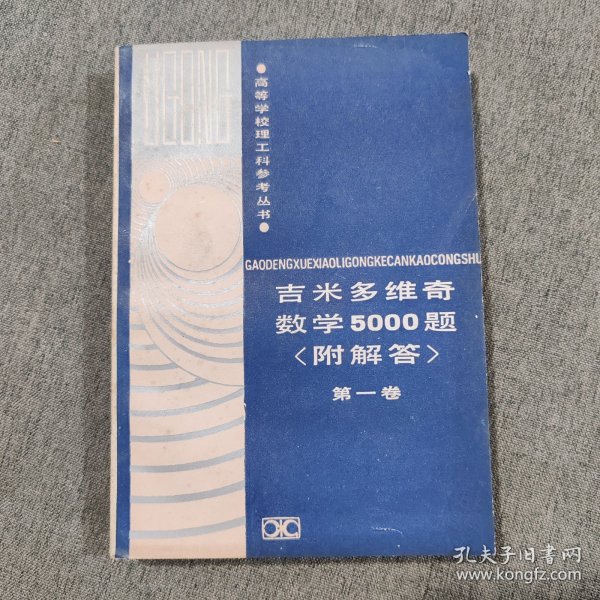 ●高等学校理工科参考丛书●
GAODENGXUEXIAOLIGONGKECANKAOCONGSHU
吉米多维奇
数学5000题
〈附解答〉
第一卷
孔夫子旧书网
www.kongfz.com